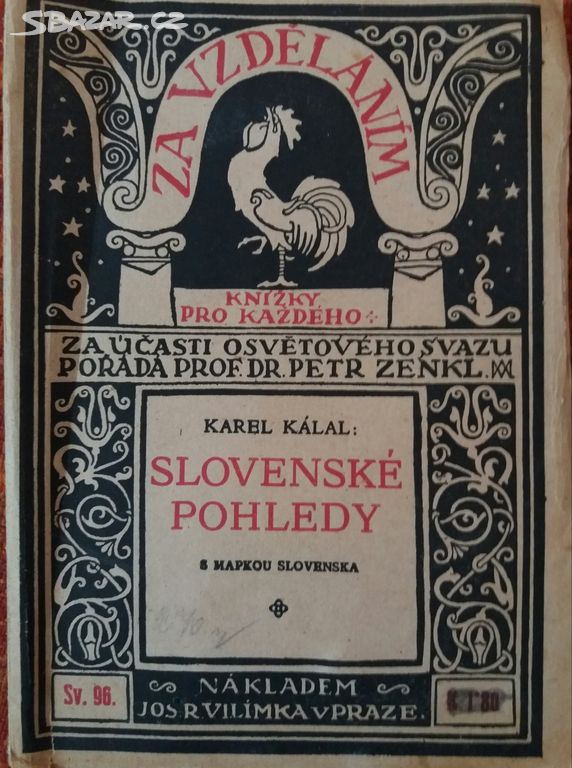 SBAZAR.CZ
ZA VZDĚLÁNÍM
KNÍŽKY
PRO KAŽDÉHO
ZA ÚČASTI OSVĚTOVÉHO SVAZU
POŘÁDÁ PROF. DR. PETR ZENKL.
KAREL KÁLAL:
SLOVENSKÉ
POHLEDY
S MAPKOU SLOVENSKA
Sv. 96.
NÁKLADEM
JOS. R. VILÍMKA V PRAZE.